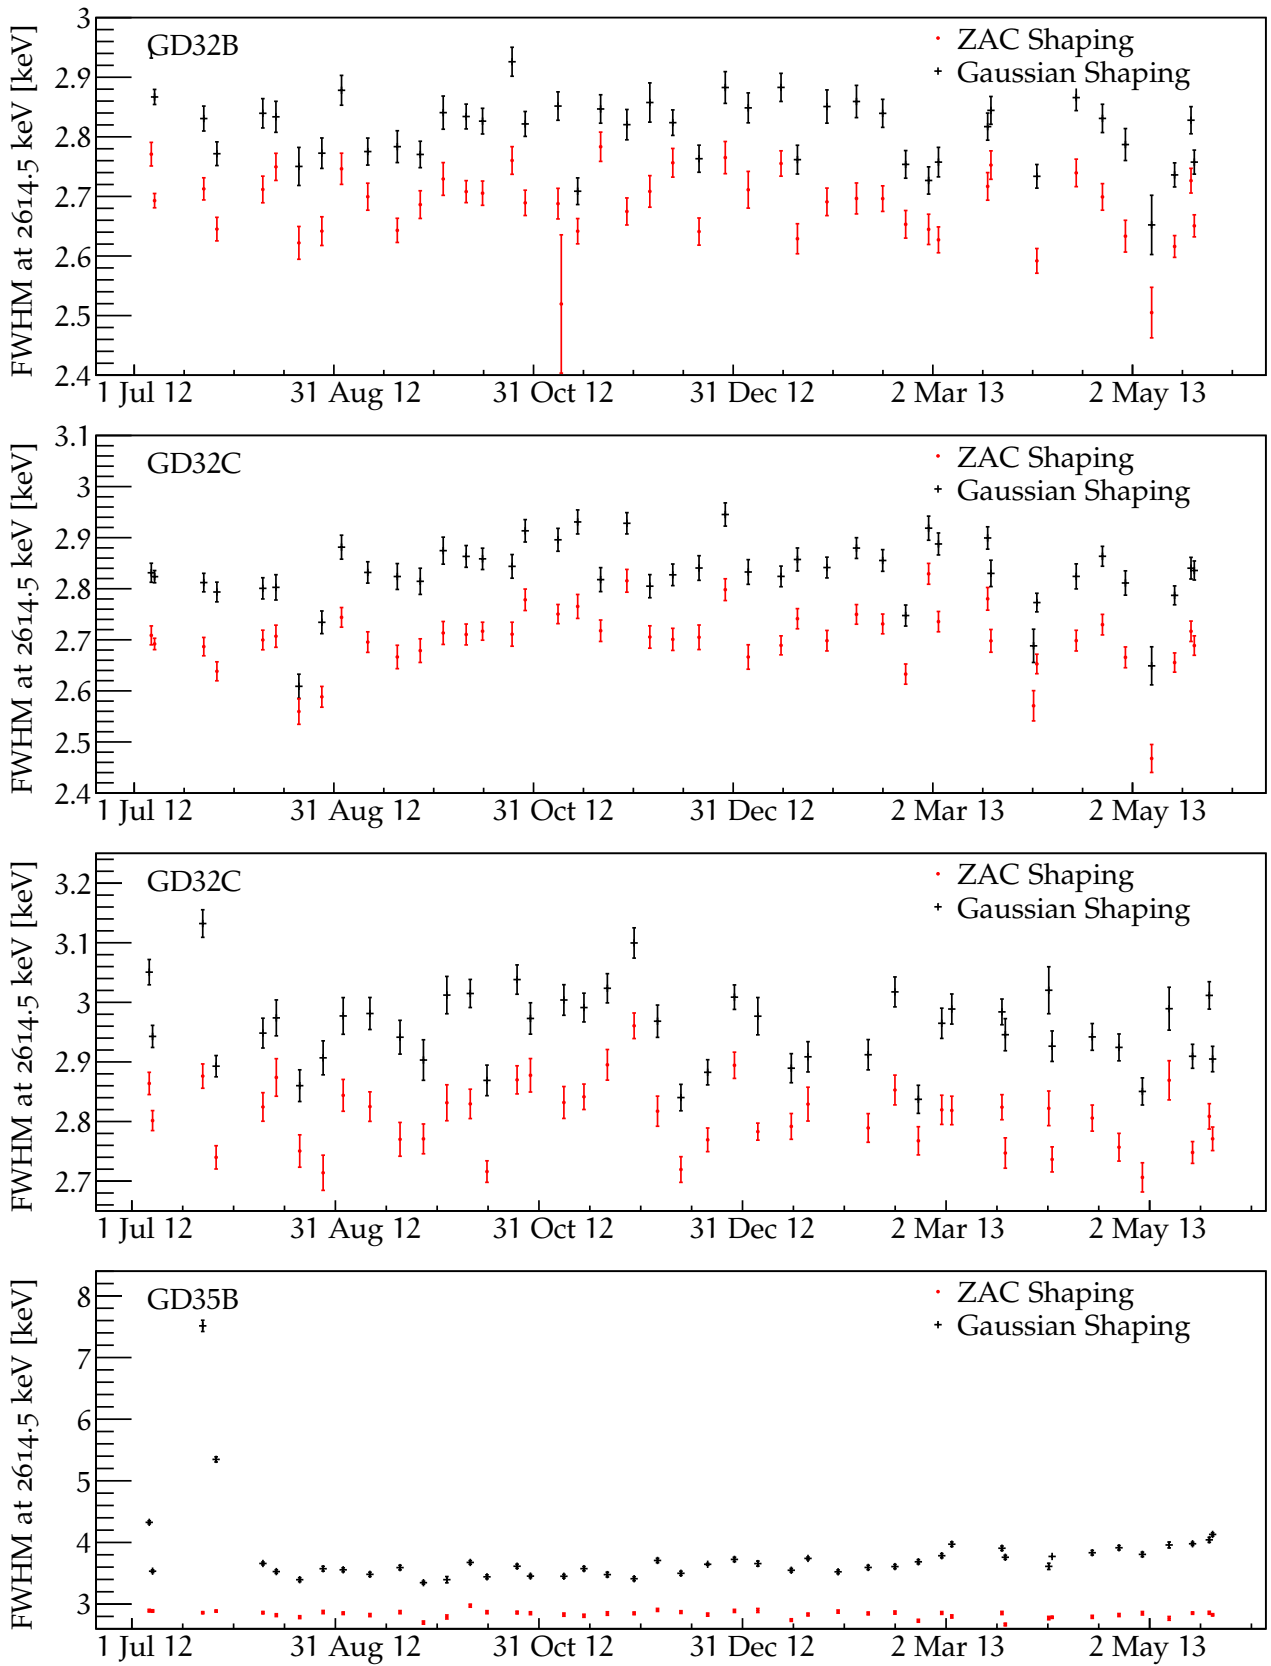 GD32B
ZAC Shaping
Gaussian Shaping
FWHM at 2614.5 keV [keV]
3
2.9
2.8
2.7
2.6
2.5
2.4
1 Jul 12 31 Aug 12 31 Oct 12 31 Dec 12 2 Mar 13 2 May 13
GD32C
ZAC Shaping
Gaussian Shaping
FWHM at 2614.5 keV [keV]
3.1
3
2.9
2.8
2.7
2.6
2.5
2.4
1 Jul 12 31 Aug 12 31 Oct 12 31 Dec 12 2 Mar 13 2 May 13
GD32C
ZAC Shaping
Gaussian Shaping
FWHM at 2614.5 keV [keV]
3.2
3.1
3
2.9
2.8
2.7
1 Jul 12 31 Aug 12 31 Oct 12 31 Dec 12 2 Mar 13 2 May 13
GD35B
ZAC Shaping
Gaussian Shaping
FWHM at 2614.5 keV [keV]
8
7
6
5
4
3
1 Jul 12 31 Aug 12 31 Oct 12 31 Dec 12 2 Mar 13 2 May 13